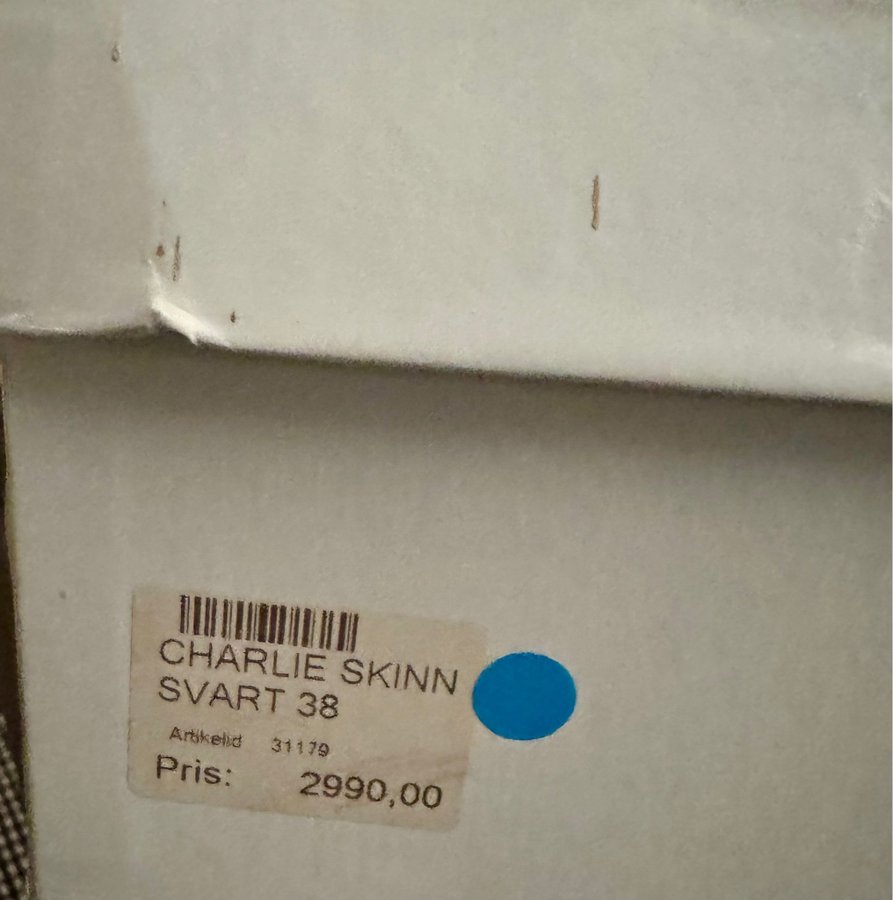 CHARLIE SKINN
SVART 38
Artikelid 31179
Pris: 2990,00